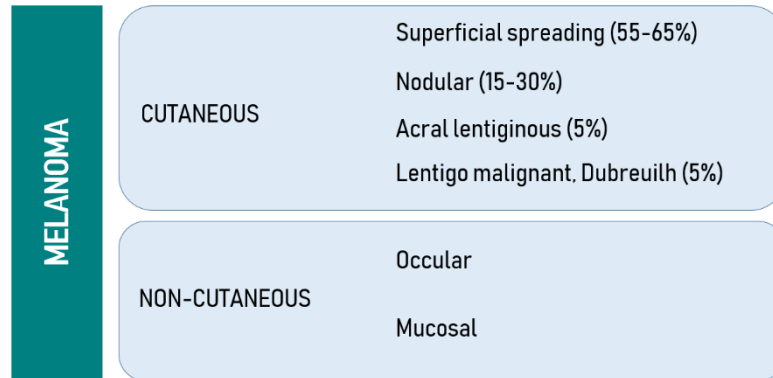 MELANOMA
CUTANEOUS
Superficial spreading (55-65%)
Nodular (15-30%)
Acral lentiginous (5%)
Lentigo malignant, Dubreuilh (5%)
NON-CUTANEOUS
Occular
Mucosal